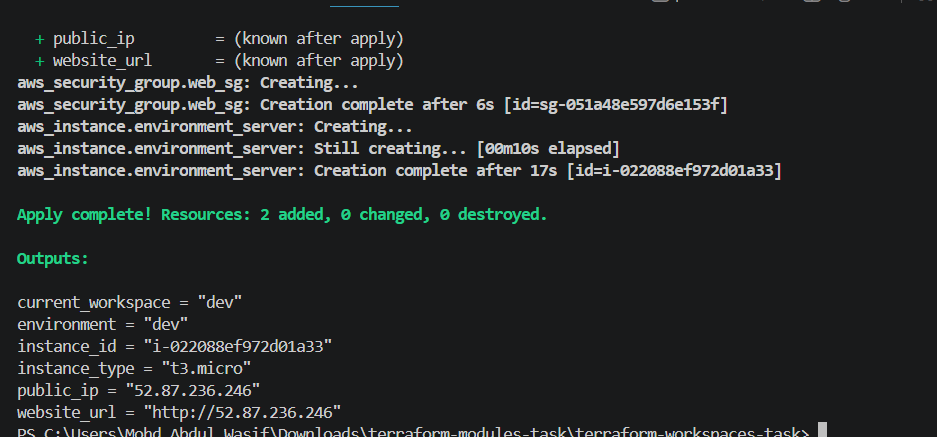 + public_ip = (known after apply)
+ website_url = (known after apply)
aws_security_group.web_sg: Creating...
aws_security_group.web_sg: Creation complete after 6s [id=sg-051a48e597d6e153f]
aws_instance.environment_server: Creating...
aws_instance.environment_server: Still creating... [00m10s elapsed]
aws_instance.environment_server: Creation complete after 17s [id=i-022088ef972d01a33]
Apply complete! Resources: 2 added, 0 changed, 0 destroyed.
Outputs:
current_workspace = "dev"
environment = "dev"
instance_id = "i-022088ef972d01a33"
instance_type = "t3.micro"
public_ip = "52.87.236.246"
website_url = "http://52.87.236.246"
PS C:\Users\Mohd Abdul Wasif\Downloads\terraform-modules-task\terraform-workspaces-task>